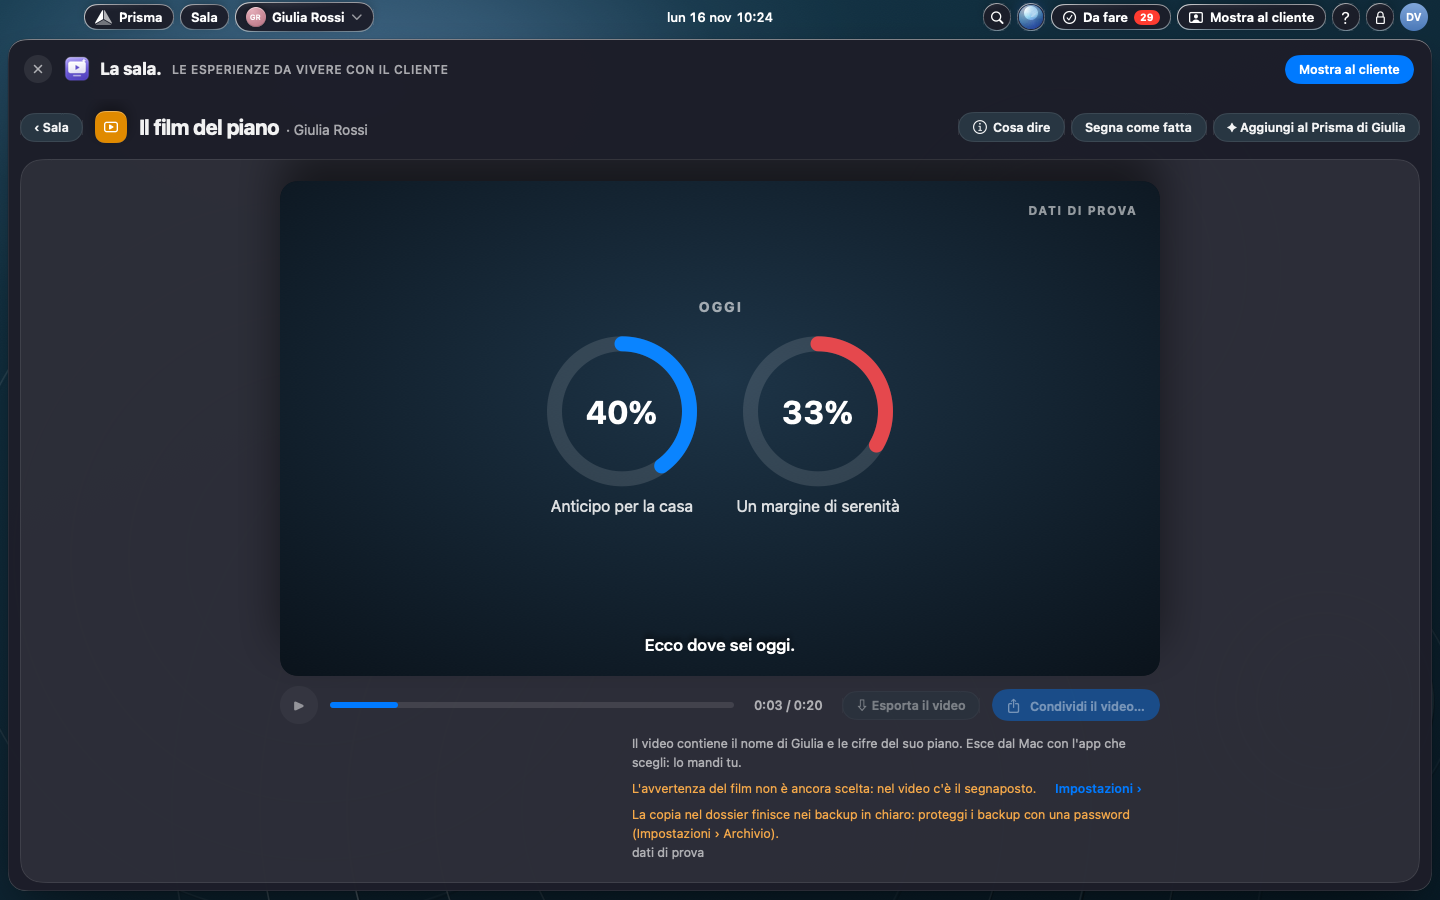 Prisma
Sala
GR Giulia Rossi
lun 16 nov 10:24
Da fare 29
Mostra al cliente
?
DV
La sala. LE ESPERIENZE DA VIVERE CON IL CLIENTE
Mostra al cliente
‹ Sala
Il film del piano · Giulia Rossi
Cosa dire
Segna come fatta
Aggiungi al Prisma di Giulia
DATI DI PROVA
OGGI
40% 33%
Anticipo per la casa Un margine di serenità
Ecco dove sei oggi.
0:03 / 0:20
Esporta il video
Condividi il video...
Il video contiene il nome di Giulia e le cifre del suo piano. Esce dal Mac con l'app che
scegli: lo mandi tu.
L'avvertenza del film non è ancora scelta: nel video c'è il segnaposto. Impostazioni ›
La copia nel dossier finisce nei backup in chiaro: proteggi i backup con una password
(Impostazioni › Archivio).
dati di prova